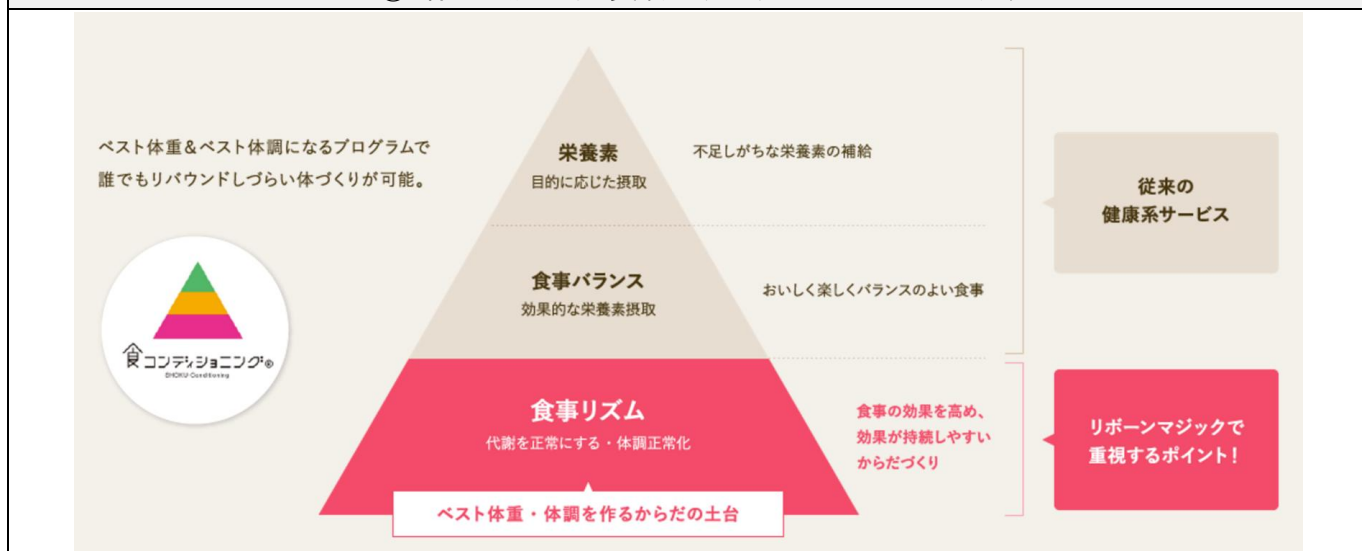 ベスト体重&ベスト体調になるプログラムで
誰でもリバウンドしづらい体づくりが可能。
食コンディショニング®
SHOKU Conditioning
栄養素
目的に応じた摂取
不足しがちな栄養素の補給
食事バランス
効果的な栄養素摂取
おいしく楽しくバランスのよい食事
従来の
健康系サービス
食事リズム
代謝を正常にする・体調正常化
食事の効果を高め、
効果が持続しやすい
からだづくり
リボーンマジックで
重視するポイント!
ベスト体重・体調を作るからだの土台